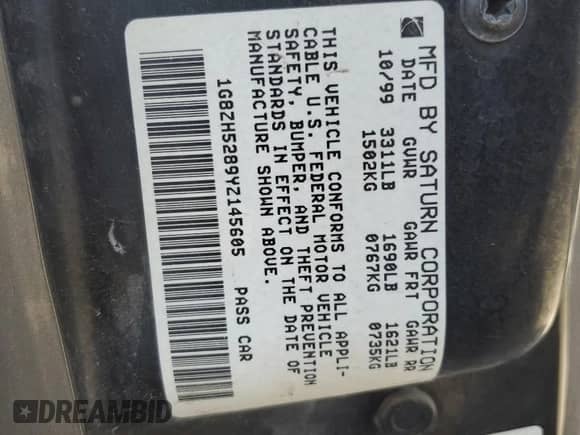 MFD BY SATURN CORPORATION
DATE GVWR GAWR FRT GAWR RR
10/99 3311LB 1690LB 1621LB
1502KG 0767KG 0735KG
THIS VEHICLE CONFORMS TO ALL APPLI-
CABLE U.S. FEDERAL MOTOR VEHICLE
SAFETY, BUMPER, AND THEFT PREVENTION
STANDARDS IN EFFECT ON THE DATE OF
MANUFACTURE SHOWN ABOVE.
1G8ZH5289YZ145605 PASS CAR
DREAMBID